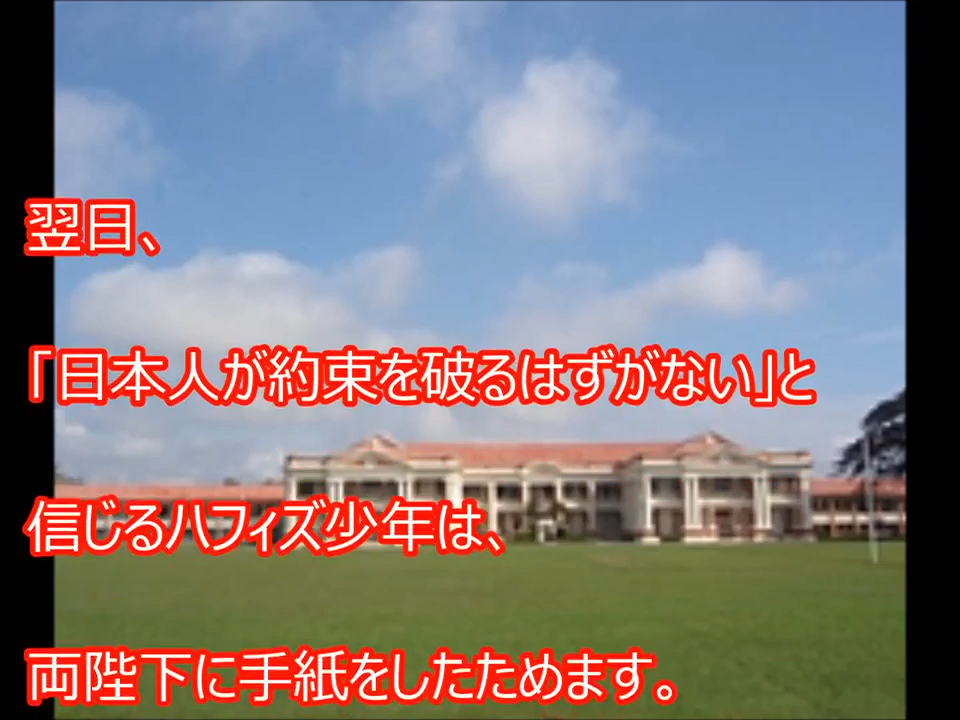 翌日、
「日本人が約束を破るはずがない」と
信じるハフィズ少年は、
両陛下に手紙をしたためます。